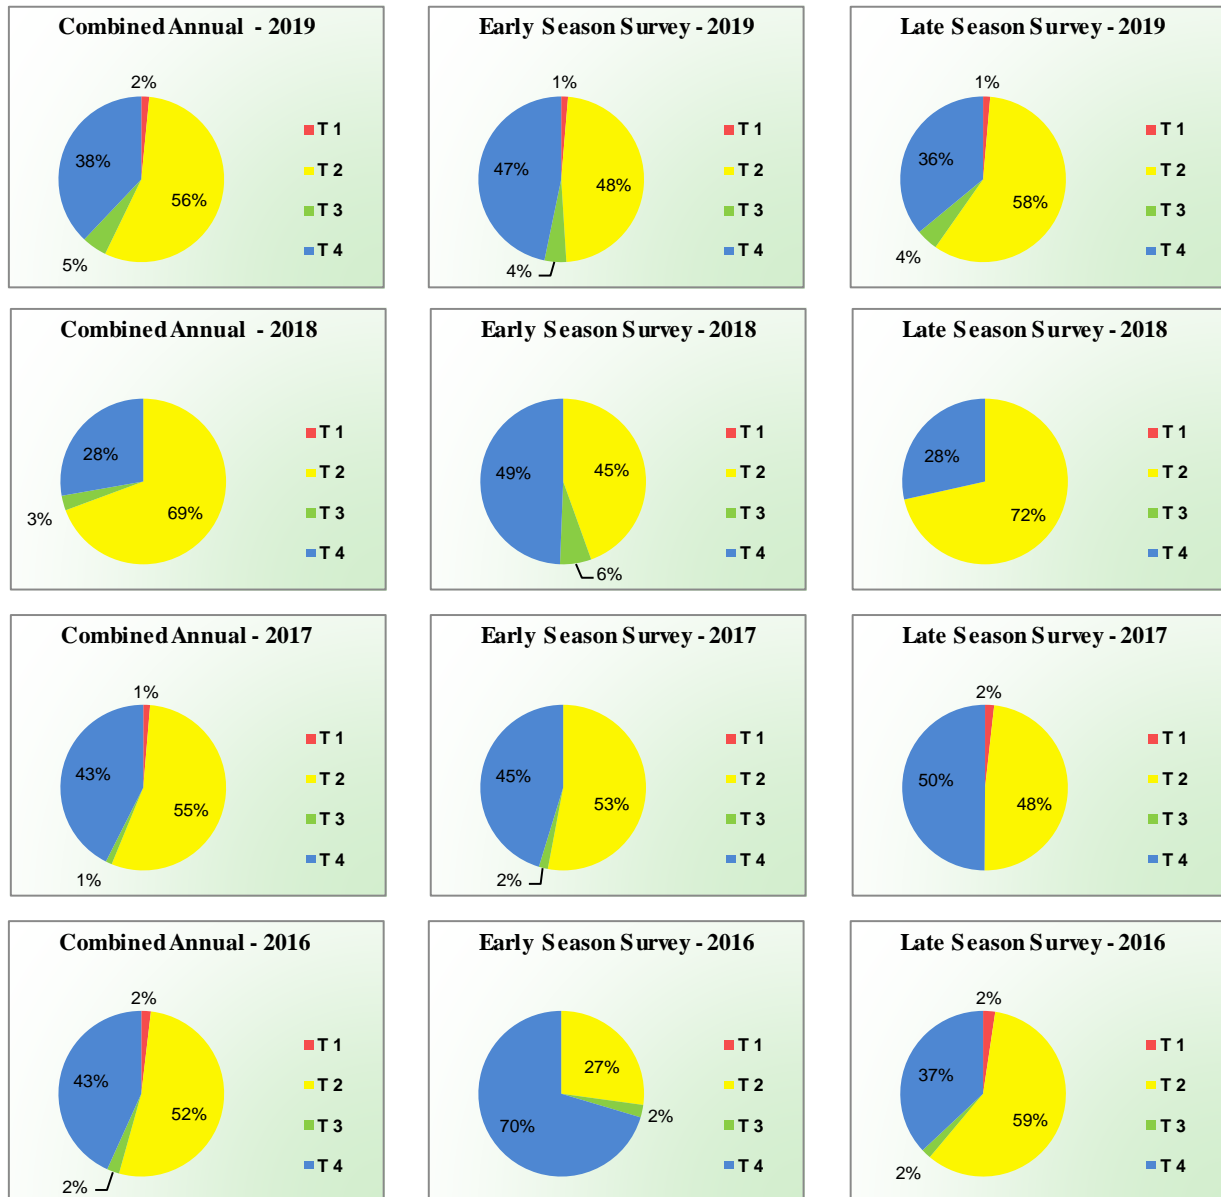 Combined Annual - 2019
2%
38%
56%
5%
T 1
T 2
T 3
T 4
Early Season Survey - 2019
1%
47%
48%
4%
T 1
T 2
T 3
T 4
Late Season Survey - 2019
1%
36%
58%
4%
T 1
T 2
T 3
T 4
Combined Annual - 2018
28%
69%
3%
T 1
T 2
T 3
T 4
Early Season Survey - 2018
49%
45%
6%
T 1
T 2
T 3
T 4
Late Season Survey - 2018
28%
72%
T 1
T 2
T 3
T 4
Combined Annual - 2017
1%
43%
55%
1%
T 1
T 2
T 3
T 4
Early Season Survey - 2017
45%
53%
2%
T 1
T 2
T 3
T 4
Late Season Survey - 2017
2%
50%
48%
T 1
T 2
T 3
T 4
Combined Annual - 2016
2%
43%
52%
2%
T 1
T 2
T 3
T 4
Early Season Survey - 2016
27%
2%
70%
T 1
T 2
T 3
T 4
Late Season Survey - 2016
2%
37%
59%
2%
T 1
T 2
T 3
T 4